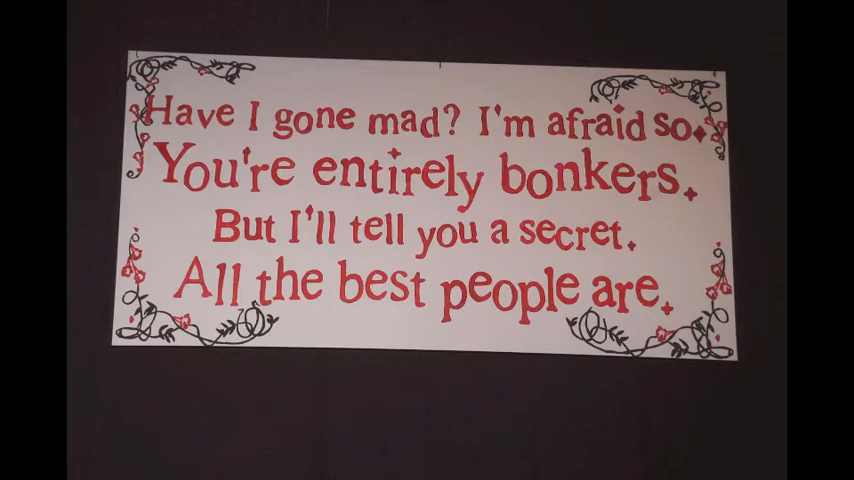 Have I gone mad? I'm afraid so.
You're entirely bonkers.
But I'll tell you a secret.
All the best people are.